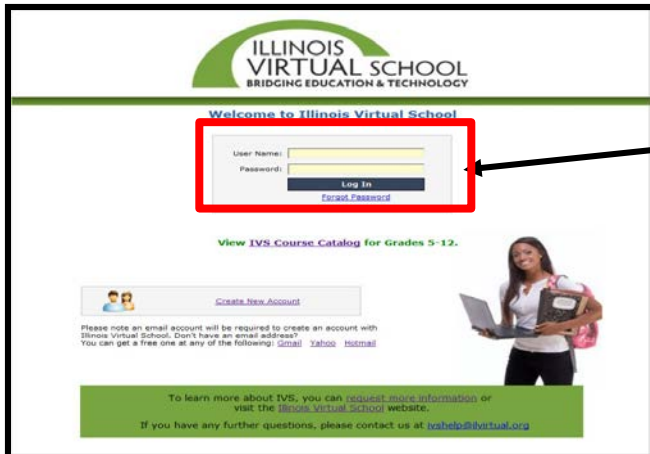 ILLINOIS
VIRTUAL SCHOOL
BRIDGING EDUCATION & TECHNOLOGY
Welcome to Illinois Virtual School
User Name:
Password:
Log In
Forgot Password
View IVS Course Catalog for Grades 5-12.
Create New Account
Please note an email account will be required to create an account with
Illinois Virtual School. Don't have an email address?
You can get a free one at any of the following: Gmail Yahoo Hotmail
To learn more about IVS, you can request more information or
visit the Illinois Virtual School website.
If you have any further questions, please contact us at ivshelp@ilvirtual.org